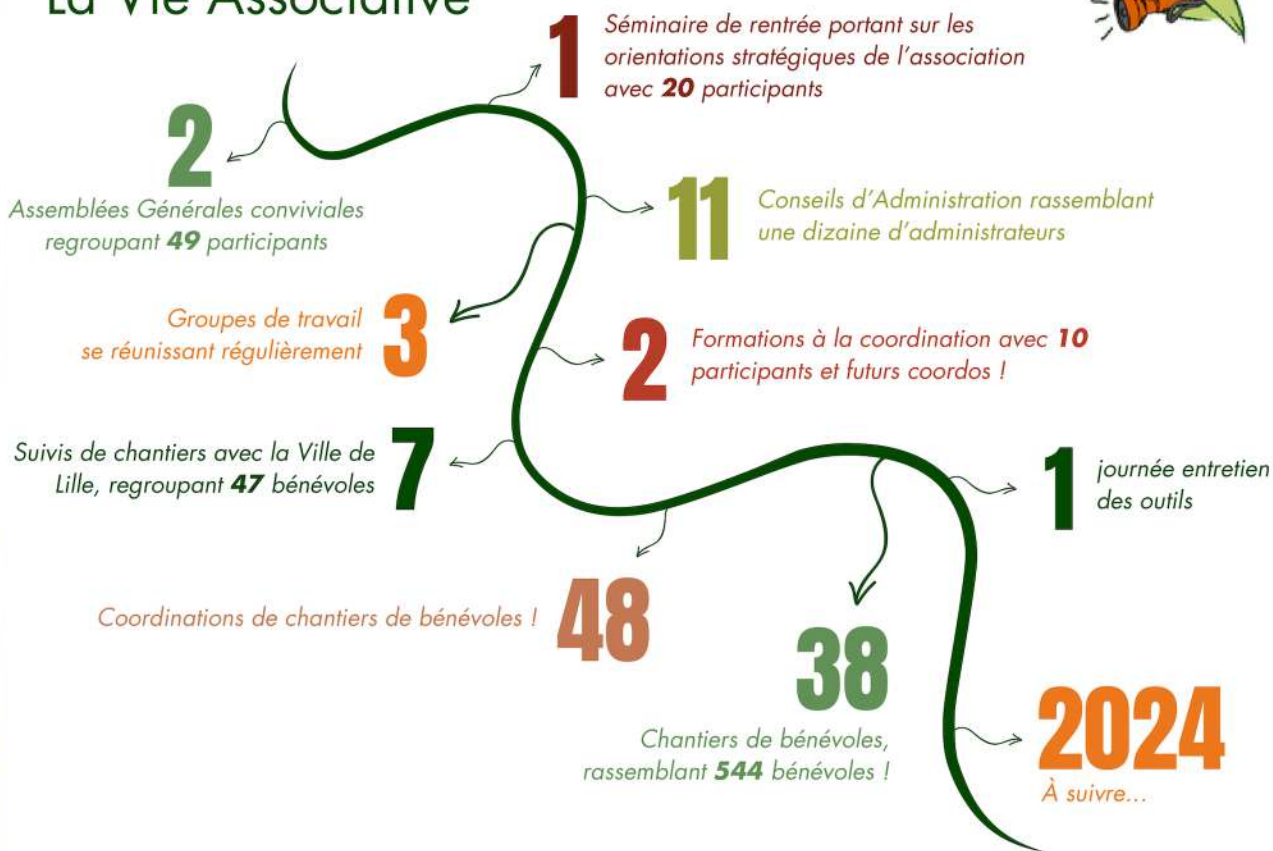 La Vie Associative
1
Séminaire de rentrée portant sur les
orientations stratégiques de l'association
avec 20 participants
2
Assemblées Générales conviviales
regroupant 49 participants
11
Conseils d'Administration rassemblant
une dizaine d'administrateurs
Groupes de travail
se réunissant régulièrement
3
2
Formations à la coordination avec 10
participants et futurs coordos !
Suivis de chantiers avec la Ville de
Lille, regroupant 47 bénévoles
7
1
journée entretien
des outils
Coordinations de chantiers de bénévoles !
48
38
Chantiers de bénévoles,
rassemblant 544 bénévoles !
2024
À suivre...